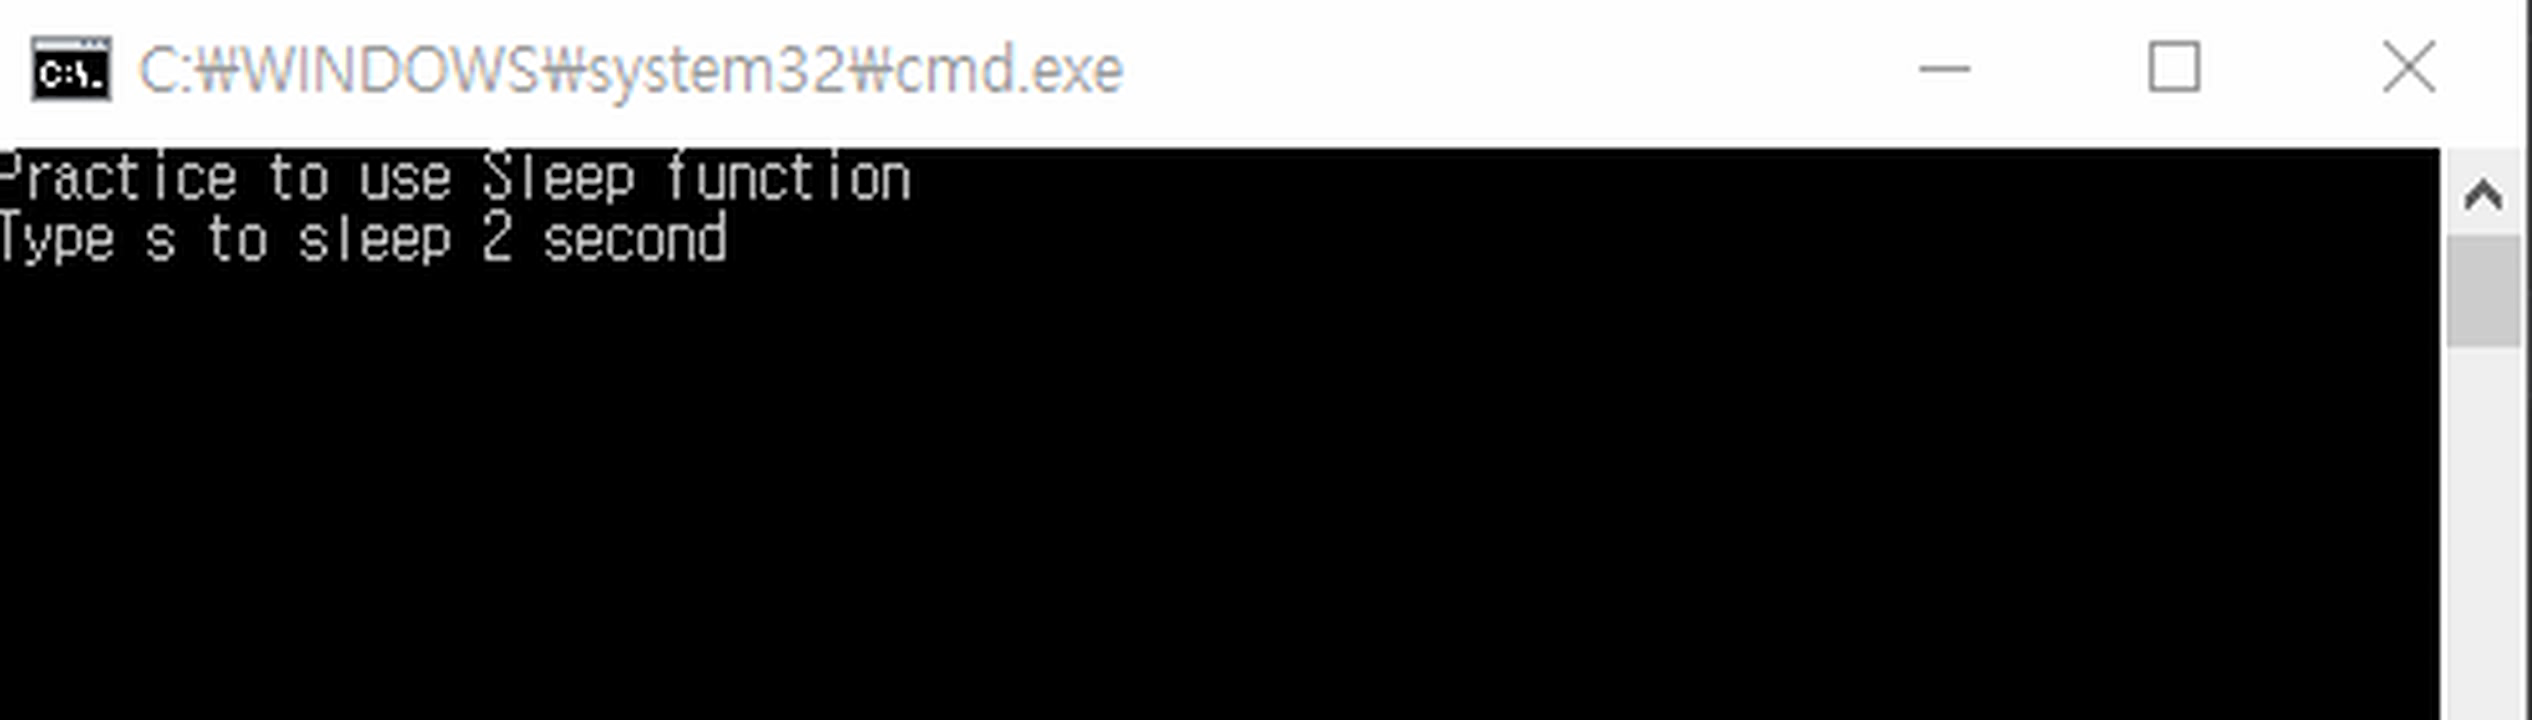 C:\.
C:₩WINDOWS₩system32₩cmd.exe
Practice to use Sleep function
Type s to sleep 2 second